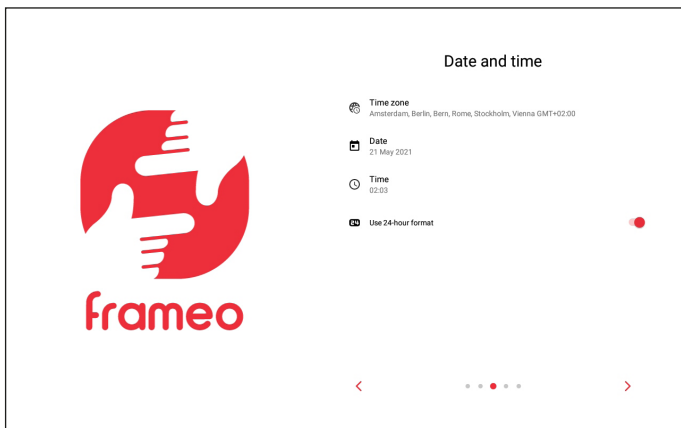 Date and time
Time zone
Amsterdam, Berlin, Bern, Rome, Stockholm, Vienna GMT+02:00
Date
21 May 2021
Time
02:03
24 Use 24-hour format
frameo